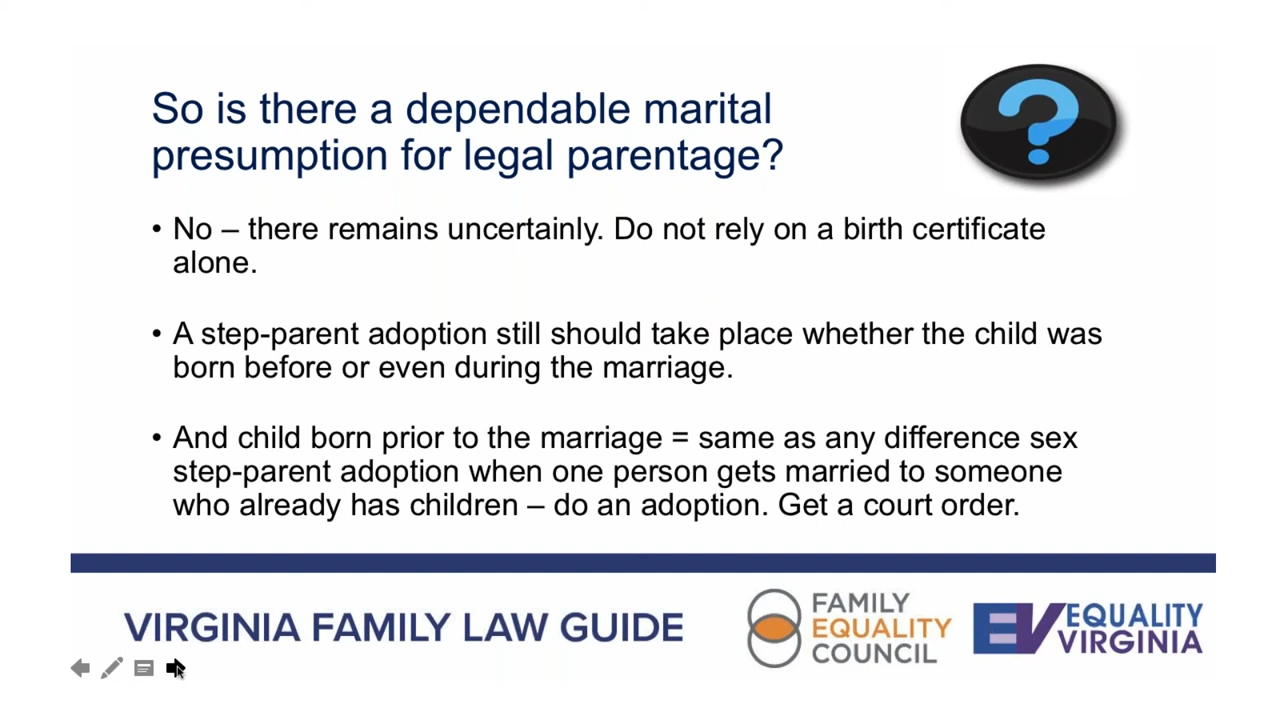 So is there a dependable marital
presumption for legal parentage?
?
• No – there remains uncertainly. Do not rely on a birth certificate
alone.
• A step-parent adoption still should take place whether the child was
born before or even during the marriage.
• And child born prior to the marriage = same as any difference sex
step-parent adoption when one person gets married to someone
who already has children – do an adoption. Get a court order.
VIRGINIA FAMILY LAW GUIDE
FAMILY
EQUALITY
COUNCIL
EV EQUALITY
VIRGINIA